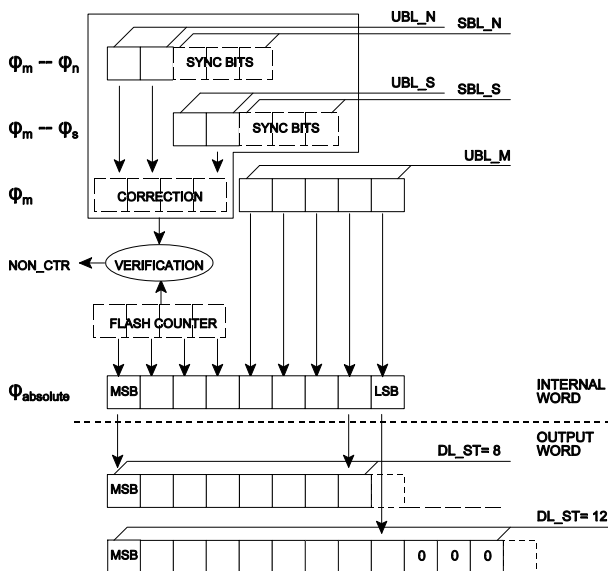 UBL_N
SBL_N
φm – φn
SYNC BITS
UBL_S
SBL_S
φm – φs
SYNC BITS
UBL_M
φm
CORRECTION
NON_CTR
VERIFICATION
FLASH COUNTER
φabsolute
MSB
LSB
INTERNAL
WORD
OUTPUT
WORD
DL_ST= 8
MSB
DL_ST= 12
MSB
0 0 0